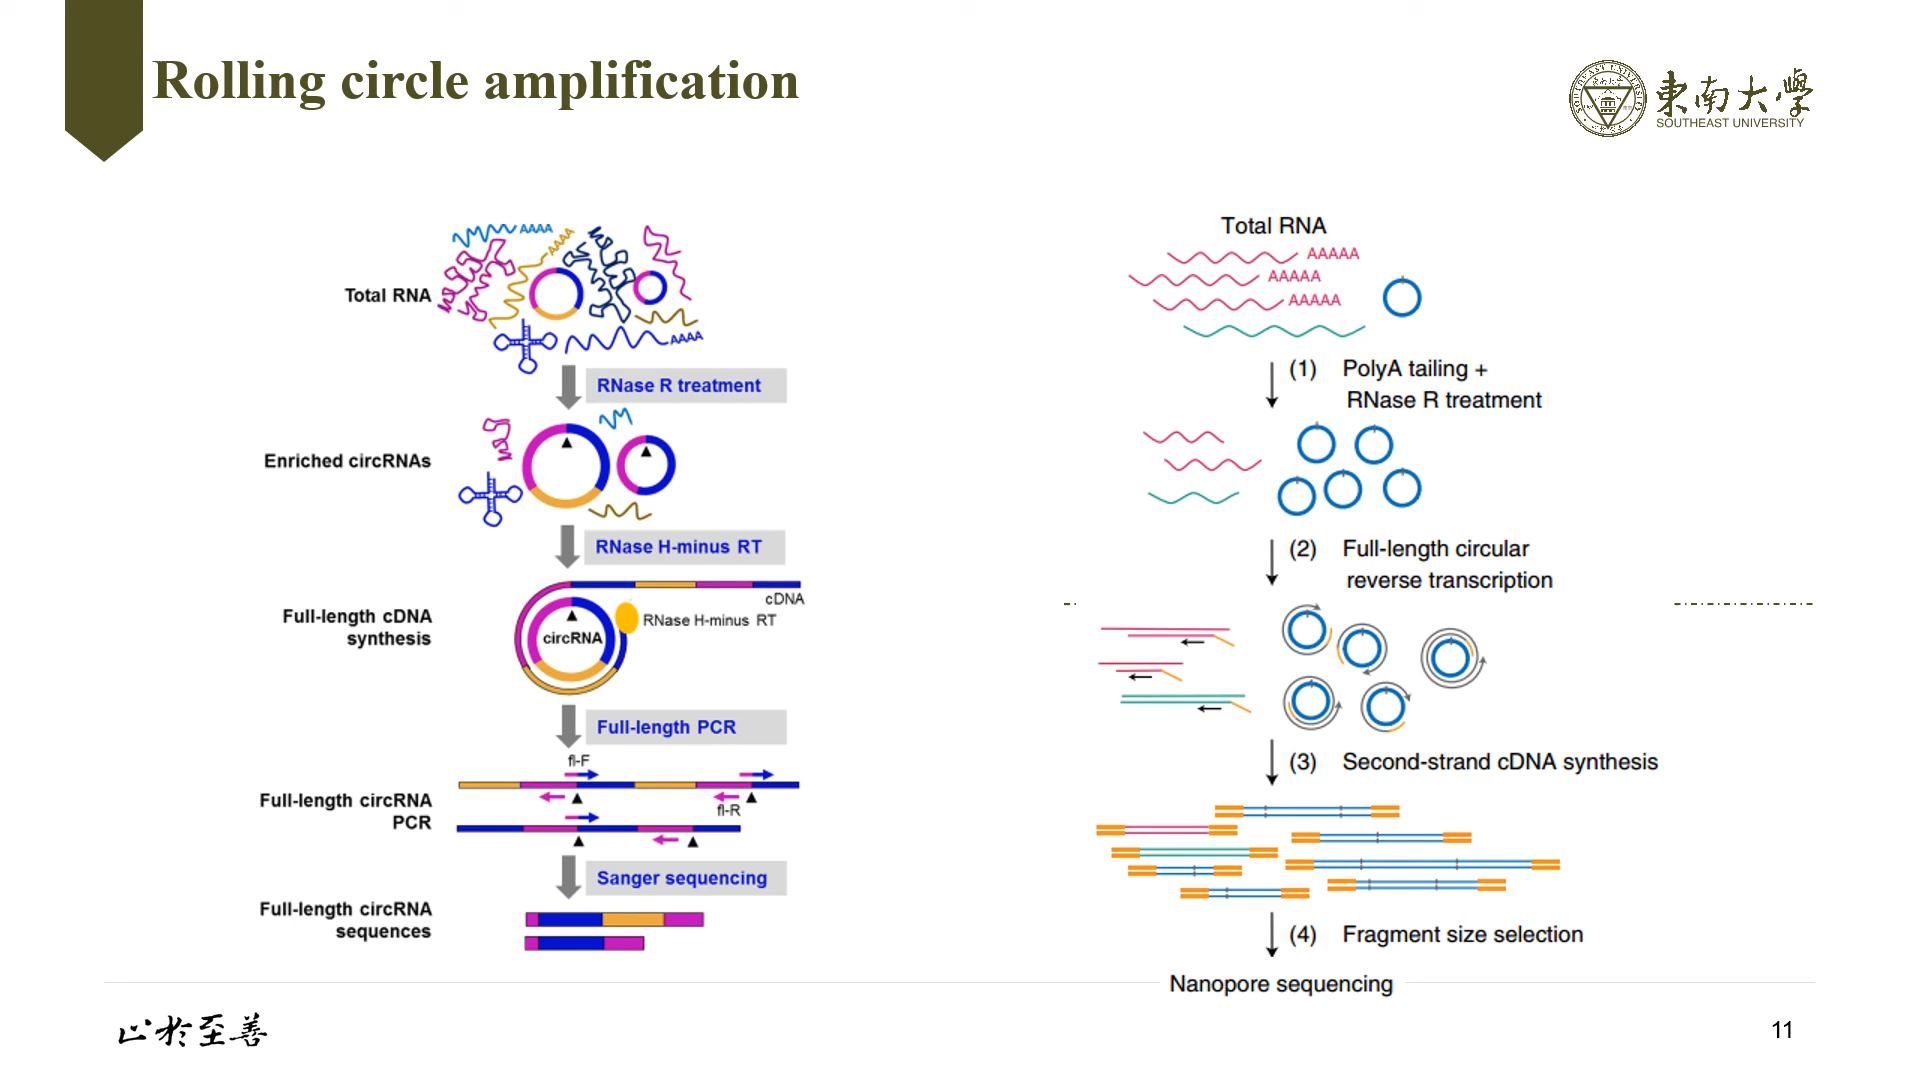 Rolling circle amplification
東南大學
SOUTHEAST UNIVERSITY
AAAA
AAAA
Total RNA
AAAA
RNase R treatment
Enriched circRNAs
RNase H-minus RT
cDNA
Full-length cDNA
synthesis
RNase H-minus RT
circRNA
Full-length PCR
fl-F
Full-length circRNA
PCR
fl-R
Sanger sequencing
Full-length circRNA
sequences
Total RNA
AAAAA
AAAAA
AAAAA
(1) PolyA tailing +
RNase R treatment
(2) Full-length circular
reverse transcription
(3) Second-strand cDNA synthesis
(4) Fragment size selection
Nanopore sequencing
止於至善
11